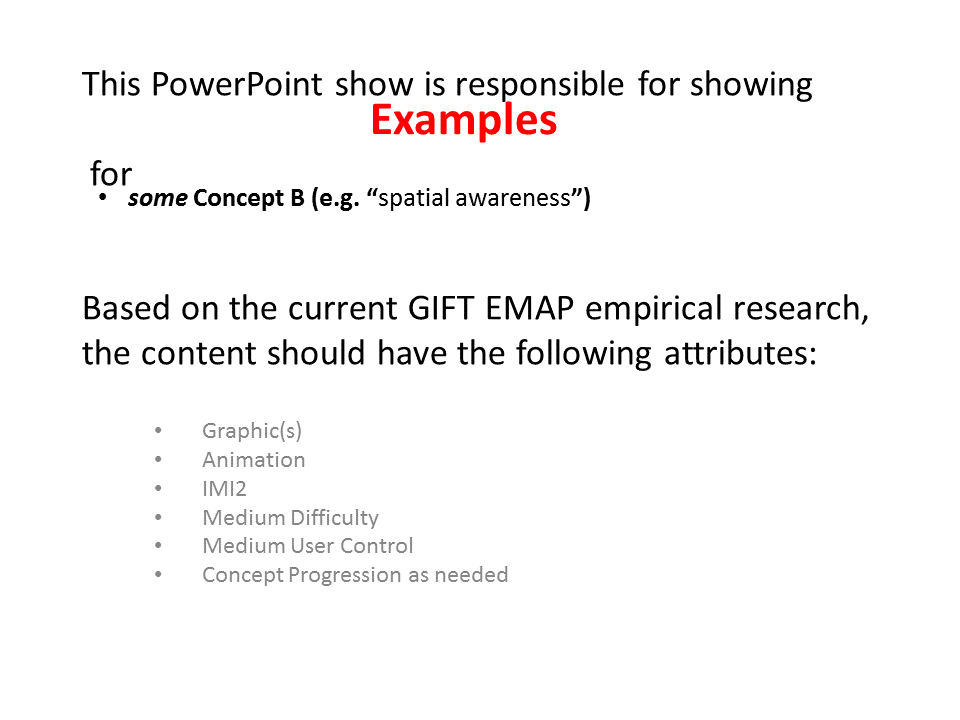 This PowerPoint show is responsible for showing
Examples
for
• some Concept B (e.g. “spatial awareness”)
Based on the current GIFT EMAP empirical research,
the content should have the following attributes:
• Graphic(s)
• Animation
• IMI2
• Medium Difficulty
• Medium User Control
• Concept Progression as needed